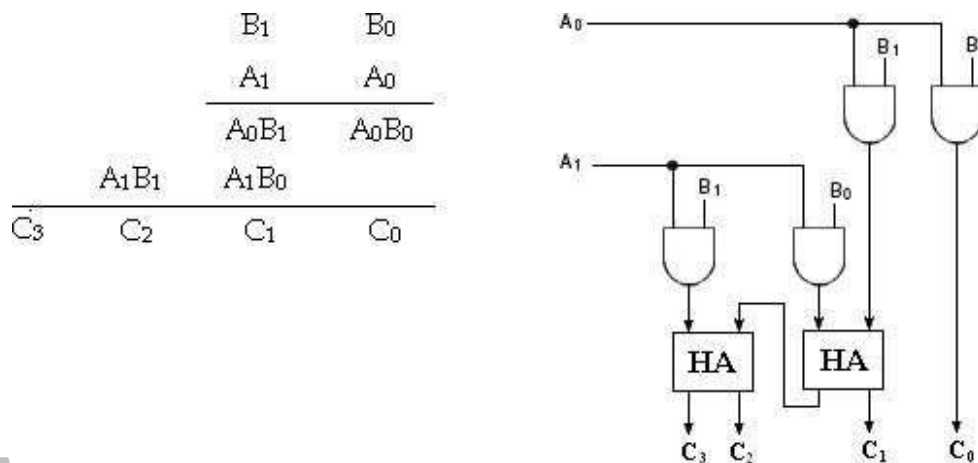 B₁ B₀
A₁ A₀
A₀B₁ A₀B₀
A₁B₁ A₁B₀
C₃ C₂ C₁ C₀
A₀
B₁ B
A₁
B₁ B₀
HA HA
C₃ C₂ C₁ C₀